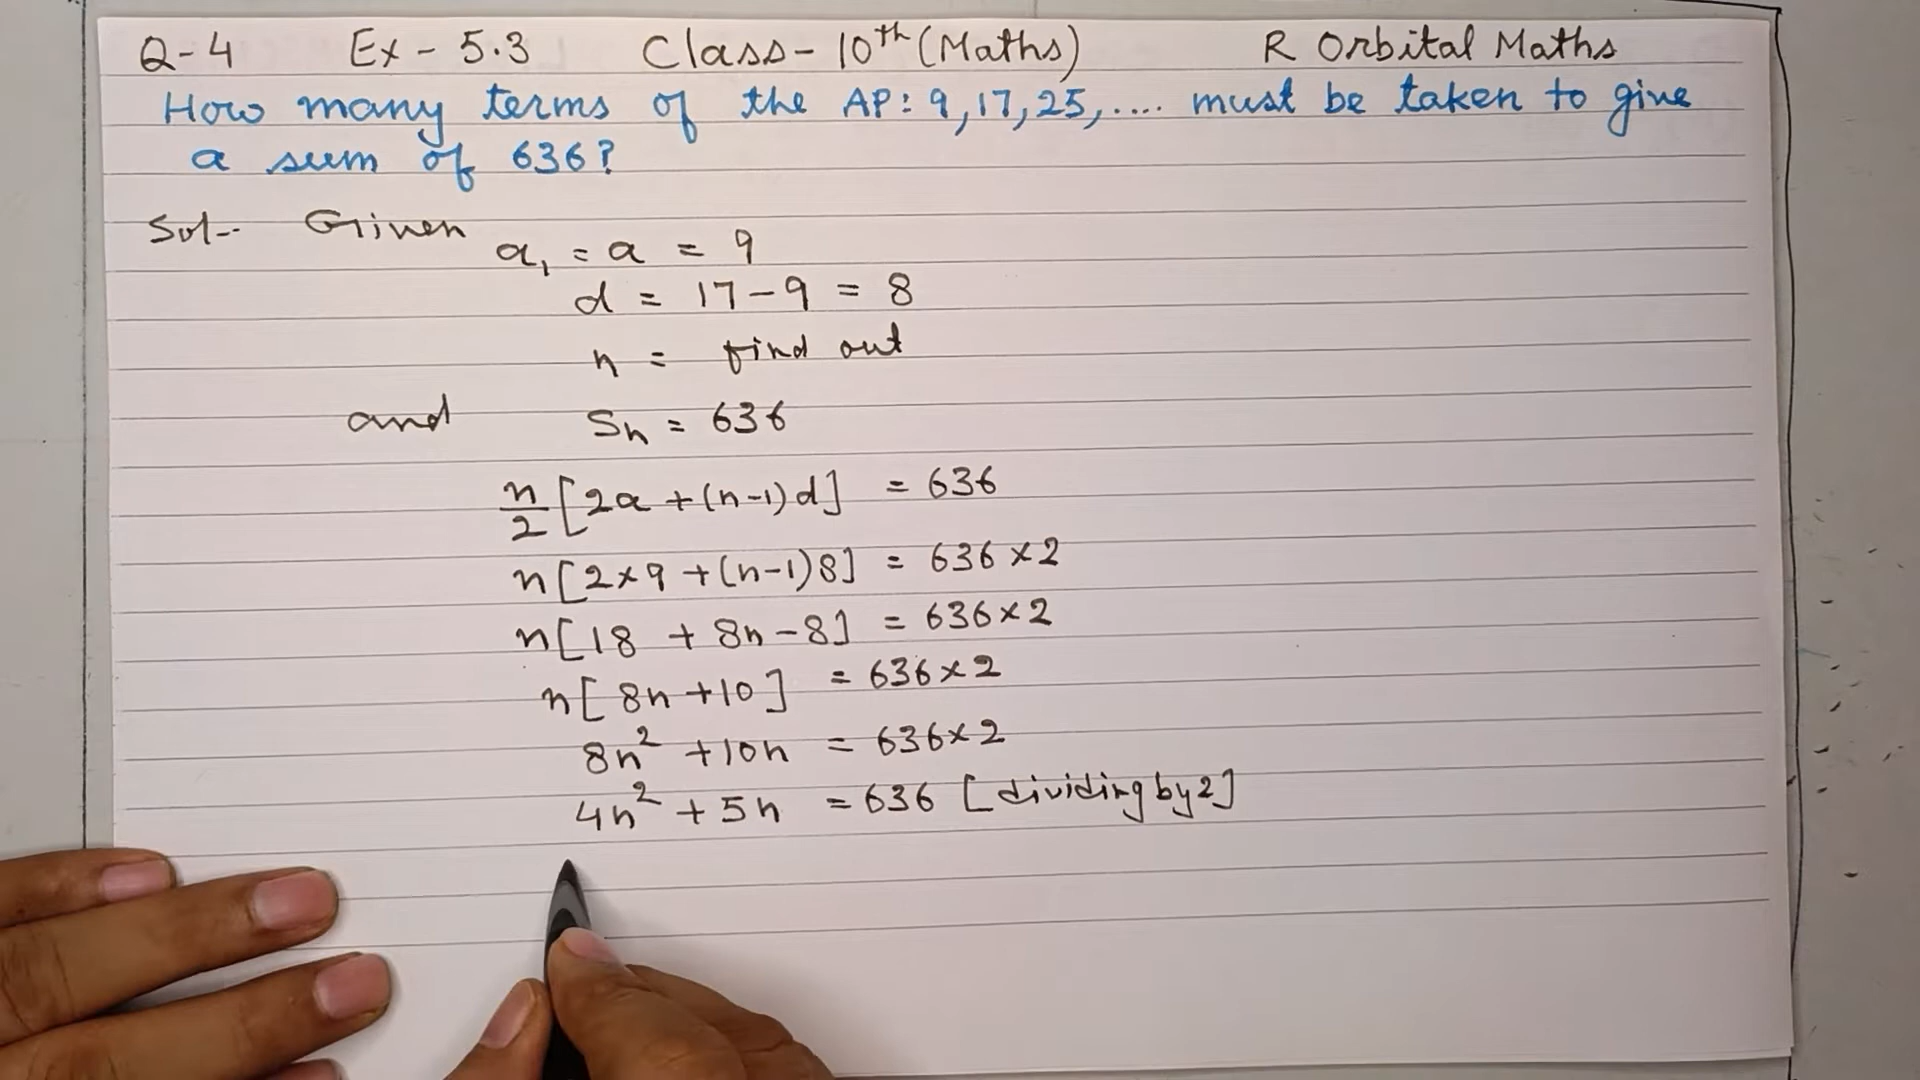 Q-4 Ex - 5.3 Class - 10th (Maths) R Orbital Maths
How many terms of the AP: 9, 17, 25, .... must be taken to give
a sum of 636?
Sol-- Given a₁ = a = 9
d = 17 - 9 = 8
n = find out
and Sn = 636
n/2 [2a + (n-1)d] = 636
n[2×9 + (n-1)8] = 636 × 2
n[18 + 8n - 8] = 636 × 2
n[8n + 10] = 636 × 2
8n² + 10n = 636 × 2
4n² + 5n = 636 [dividing by 2]